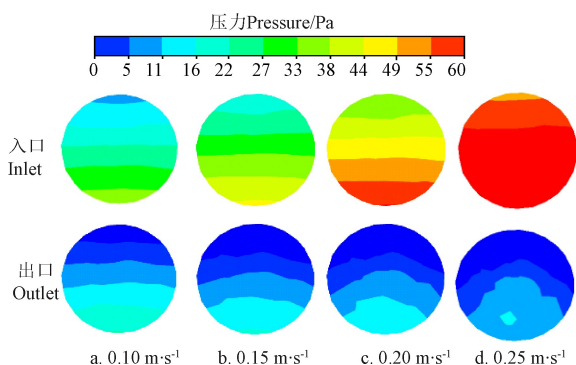 压力Pressure/Pa
0 5 11 16 22 27 33 38 44 49 55 60
入口
Inlet
出口
Outlet
a. 0.10 m·s⁻¹ b. 0.15 m·s⁻¹ c. 0.20 m·s⁻¹ d. 0.25 m·s⁻¹